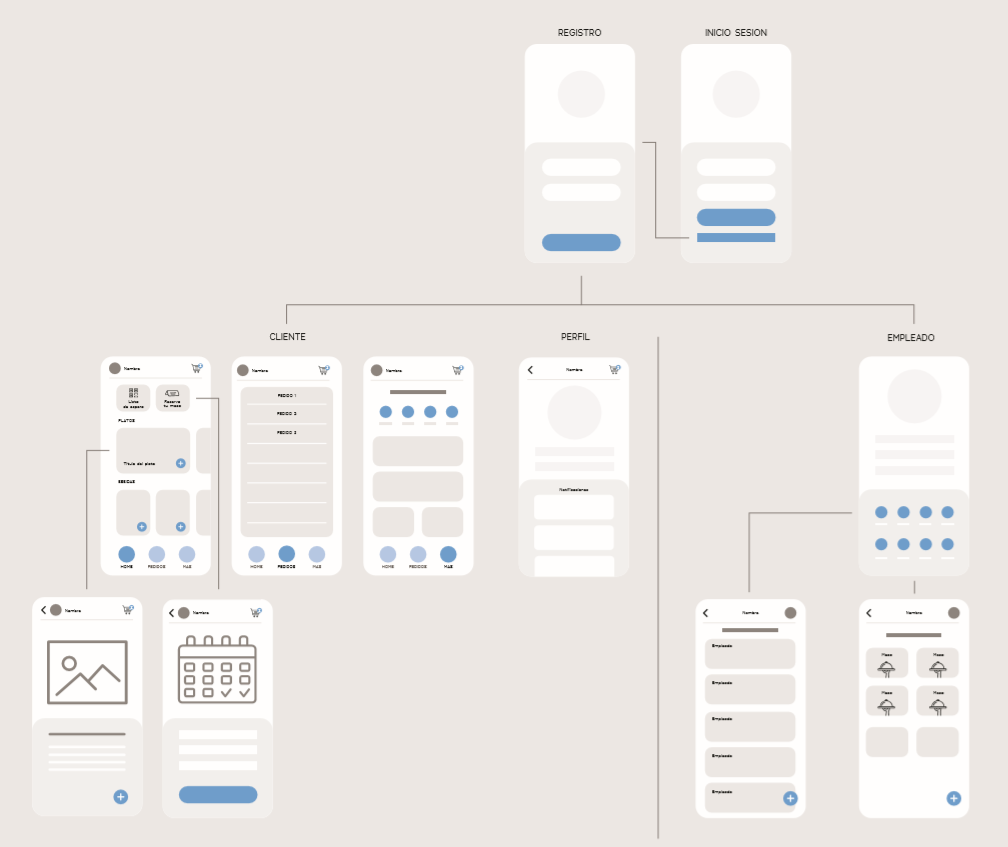 REGISTRO
INICIO SESION
CLIENTE
PERFIL
EMPLEADO
Nombre
Lista
de espera
Reserva
tu mesa
PLATOS
Título del plato
BEBIDAS
HOME
PEDIDOS
MAS
Nombre
PEDIDO 1
PEDIDO 2
PEDIDO 3
HOME
PEDIDOS
MAS
Nombre
HOME
PEDIDOS
MAS
Nombre
Notificaciones
Nombre
Nombre
Nombre
Empleado
Empleado
Empleado
Empleado
Empleado
Nombre
Mesa
Mesa
Mesa
Mesa